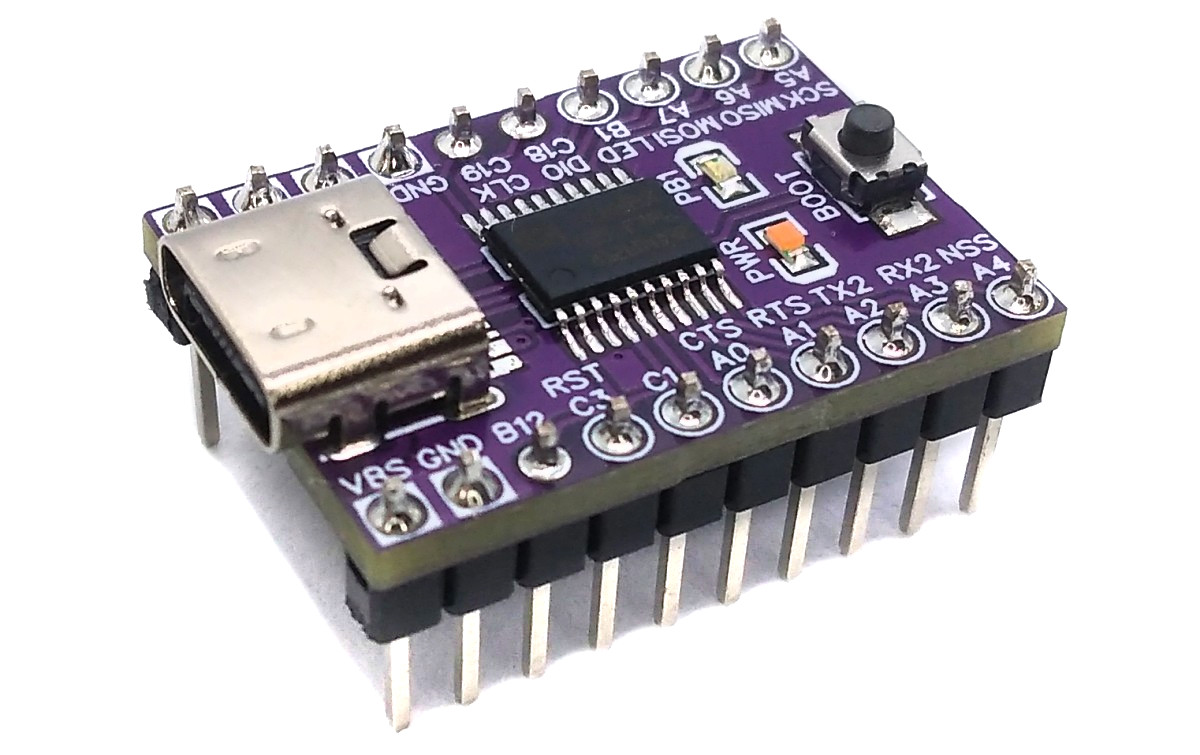 A5
A6
A7
B1
C18
C19
GND
SCK
MISO
MOSI
LED
DIO
CLK
PB1
BOOT
PWR
CTS RTS TX2 RX2 NSS
RST
A0 A1 A2 A3 A4
C3 C1
B12
VBS GND